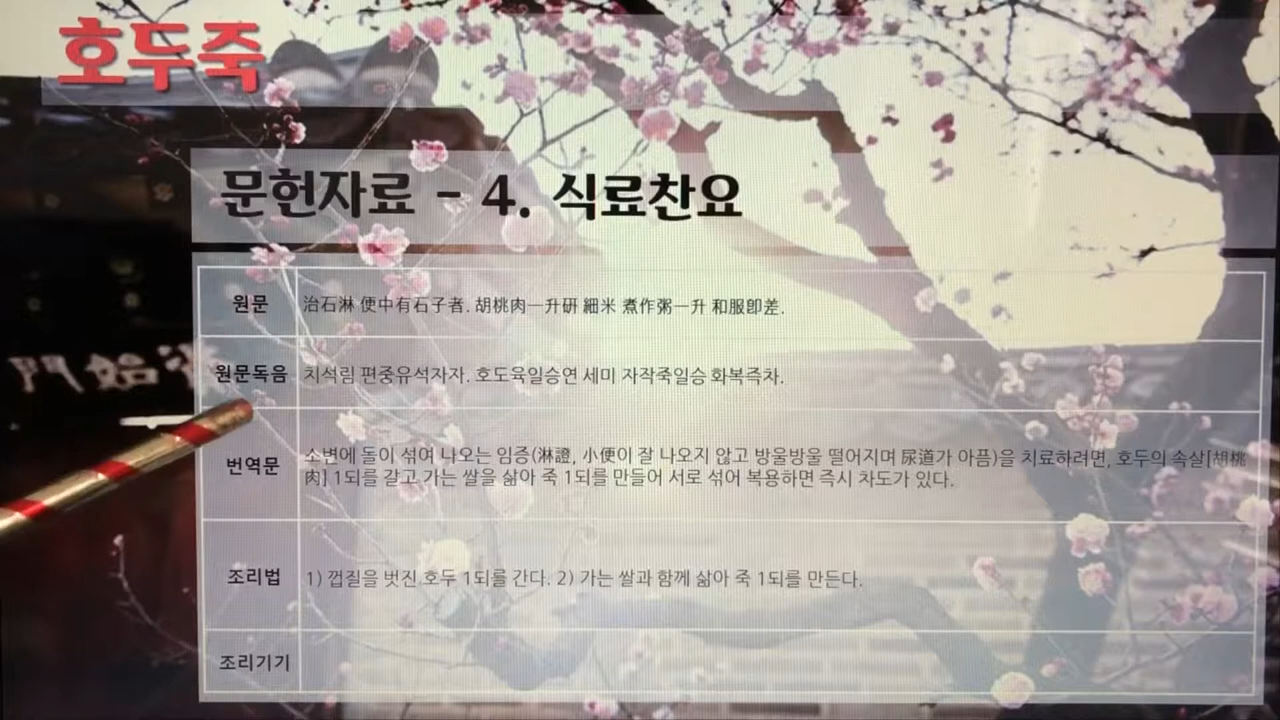 호두죽
문헌자료 - 4. 식료찬요
원문 治石淋 便中有石子者. 胡桃肉一升研 細米 煮作粥一升 和服卽差.
원문독음 치석림 편중유석자자. 호도육일승연 세미 자작죽일승 화복즉차.
번역문 소변에 돌이 섞여 나오는 임증(淋證, 小便이 잘 나오지 않고 방울방울 떨어지며 尿道가 아픔)을 치료하려면, 호두의 속살[胡桃
肉] 1되를 갈고 가는 쌀을 삶아 죽 1되를 만들어 서로 섞어 복용하면 즉시 차도가 있다.
조리법 1) 껍질을 벗진 호두 1되를 간다. 2) 가는 쌀과 함께 삶아 죽 1되를 만든다.
조리기기
門始